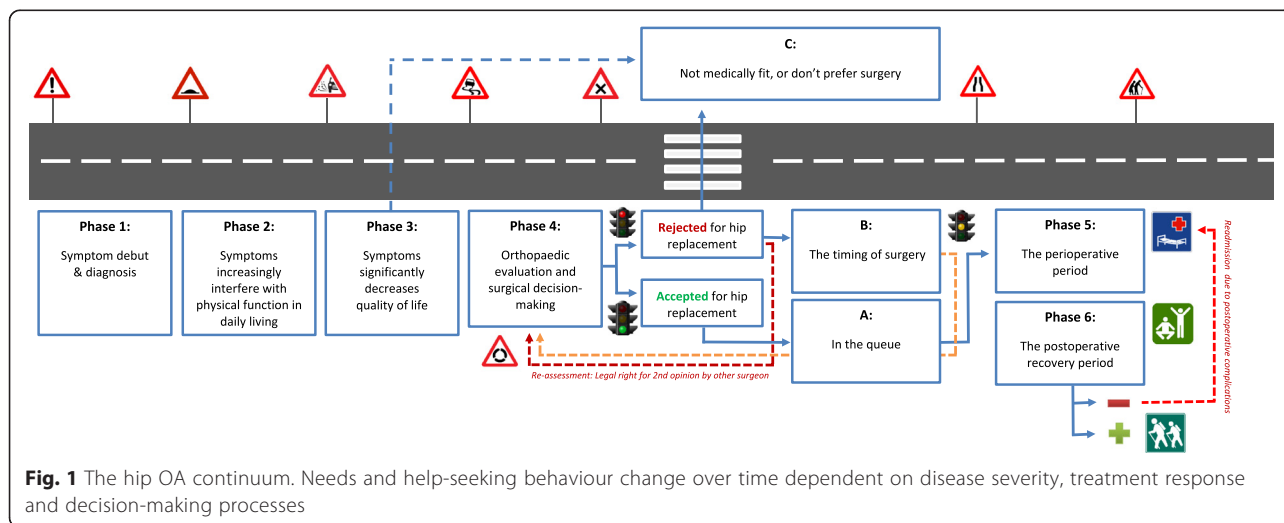 C:
Not medically fit, or don't prefer surgery
Phase 1:
Symptom debut
& diagnosis
Phase 2:
Symptoms
increasingly
interfere with
physical function in
daily living
Phase 3:
Symptoms
significantly
decreases
quality of life
Phase 4:
Orthopaedic
evaluation and
surgical decision-
making
Rejected for hip
replacement
Accepted for hip
replacement
B:
The timing of surgery
A:
In the queue
Phase 5:
The perioperative
period
Phase 6:
The postoperative
recovery period
Re-assessment: Legal right for 2nd opinion by other surgeon
Readmission due to postoperative complications
Fig. 1 The hip OA continuum. Needs and help-seeking behaviour change over time dependent on disease severity, treatment response
and decision-making processes